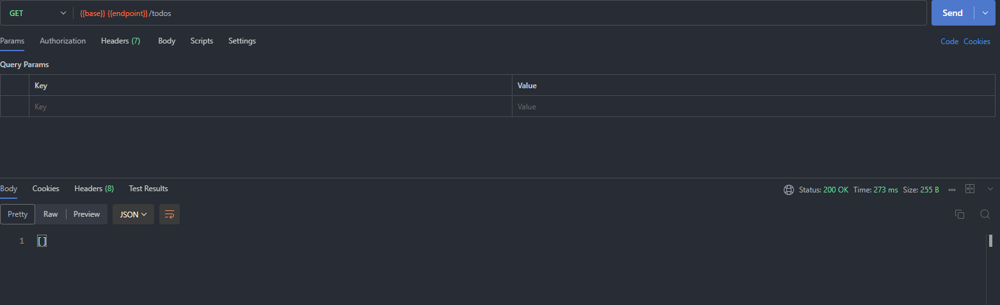 GET {{base}} {{endpoint}}/todos Send
Params Authorization Headers (7) Body Scripts Settings Code Cookies
Query Params
Key Value
Key Value
Body Cookies Headers (8) Test Results Status: 200 OK Time: 273 ms Size: 255 B
Pretty Raw Preview JSON
1 []